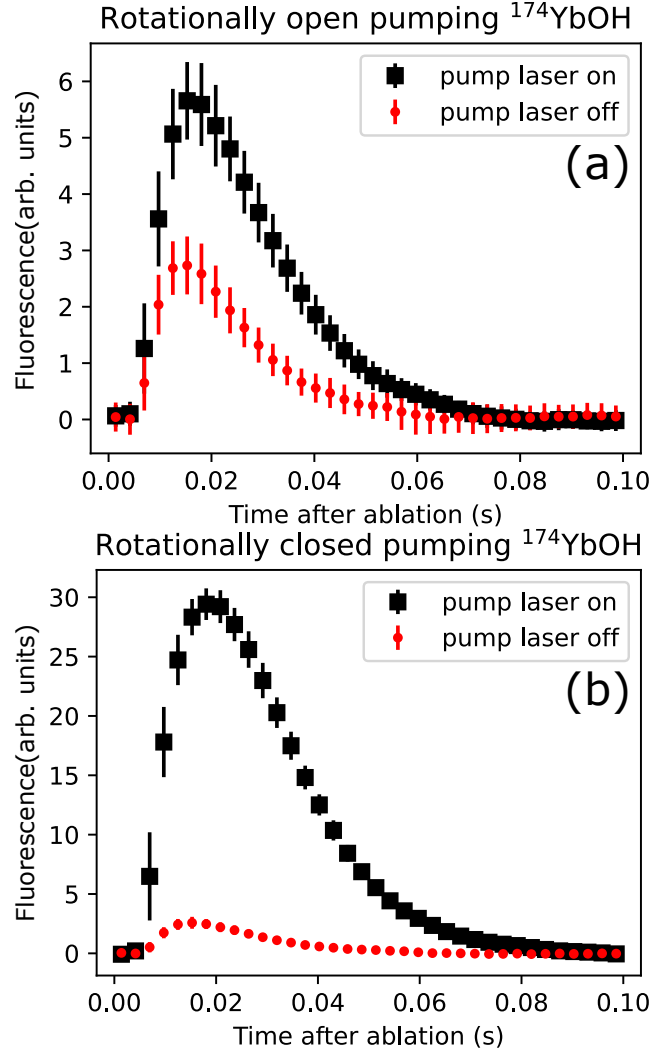 Rotationally open pumping ¹⁷⁴YbOH
pump laser on
pump laser off
(a)
Fluorescence(arb. units)
6
5
4
3
2
1
0
0.00 0.02 0.04 0.06 0.08 0.10
Time after ablation (s)
Rotationally closed pumping ¹⁷⁴YbOH
pump laser on
pump laser off
(b)
Fluorescence(arb. units)
30
25
20
15
10
5
0
0.00 0.02 0.04 0.06 0.08 0.10
Time after ablation (s)